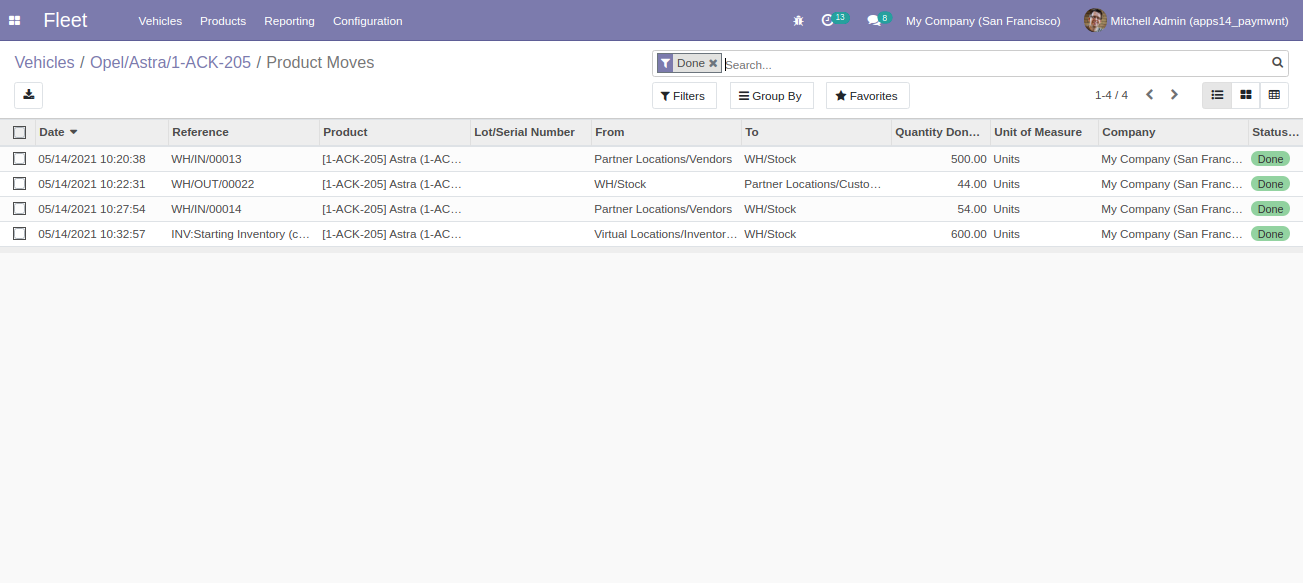 Fleet Vehicles Products Reporting Configuration 13 8 My Company (San Francisco) Mitchell Admin (apps14_paymwnt)
Vehicles / Opel/Astra/1-ACK-205 / Product Moves Done Search...
Filters Group By Favorites 1-4 / 4
Date Reference Product Lot/Serial Number From To Quantity Don... Unit of Measure Company Status...
05/14/2021 10:20:38 WH/IN/00013 [1-ACK-205] Astra (1-AC... Partner Locations/Vendors WH/Stock 500.00 Units My Company (San Franc... Done
05/14/2021 10:22:31 WH/OUT/00022 [1-ACK-205] Astra (1-AC... WH/Stock Partner Locations/Custo... 44.00 Units My Company (San Franc... Done
05/14/2021 10:27:54 WH/IN/00014 [1-ACK-205] Astra (1-AC... Partner Locations/Vendors WH/Stock 54.00 Units My Company (San Franc... Done
05/14/2021 10:32:57 INV:Starting Inventory (c... [1-ACK-205] Astra (1-AC... Virtual Locations/Inventor... WH/Stock 600.00 Units My Company (San Franc... Done